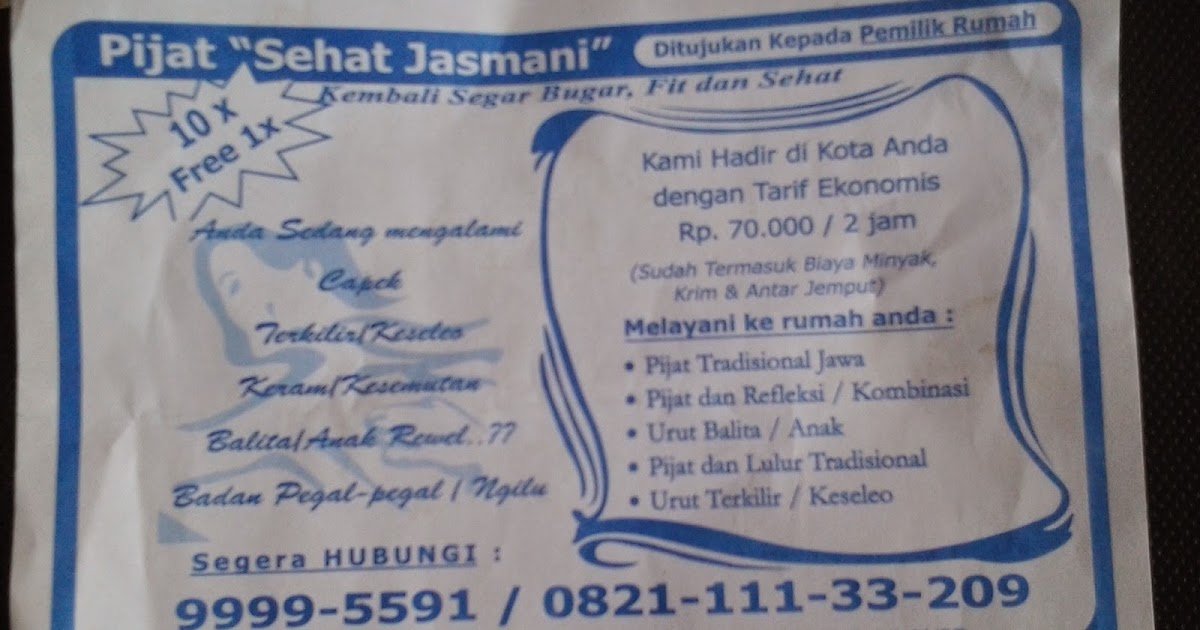 Pijat "Sehat Jasmani"
Ditujukan Kepada Pemilik Rumah
Kembali Segar Bugar, Fit dan Sehat
10 x
Free 1x
Anda Sedang mengalami
Capek
Terkilir/Keseleo
Keram/Kesemutan
Balita/Anak Rewel..??
Badan Pegal-pegal / Ngilu
Kami Hadir di Kota Anda
dengan Tarif Ekonomis
Rp. 70.000 / 2 jam
(Sudah Termasuk Biaya Minyak,
Krim & Antar Jemput)
Melayani ke rumah anda :
• Pijat Tradisional Jawa
• Pijat dan Refleksi / Kombinasi
• Urut Balita / Anak
• Pijat dan Lulur Tradisional
• Urut Terkilir / Keseleo
Segera HUBUNGI :
9999-5591 / 0821-111-33-209